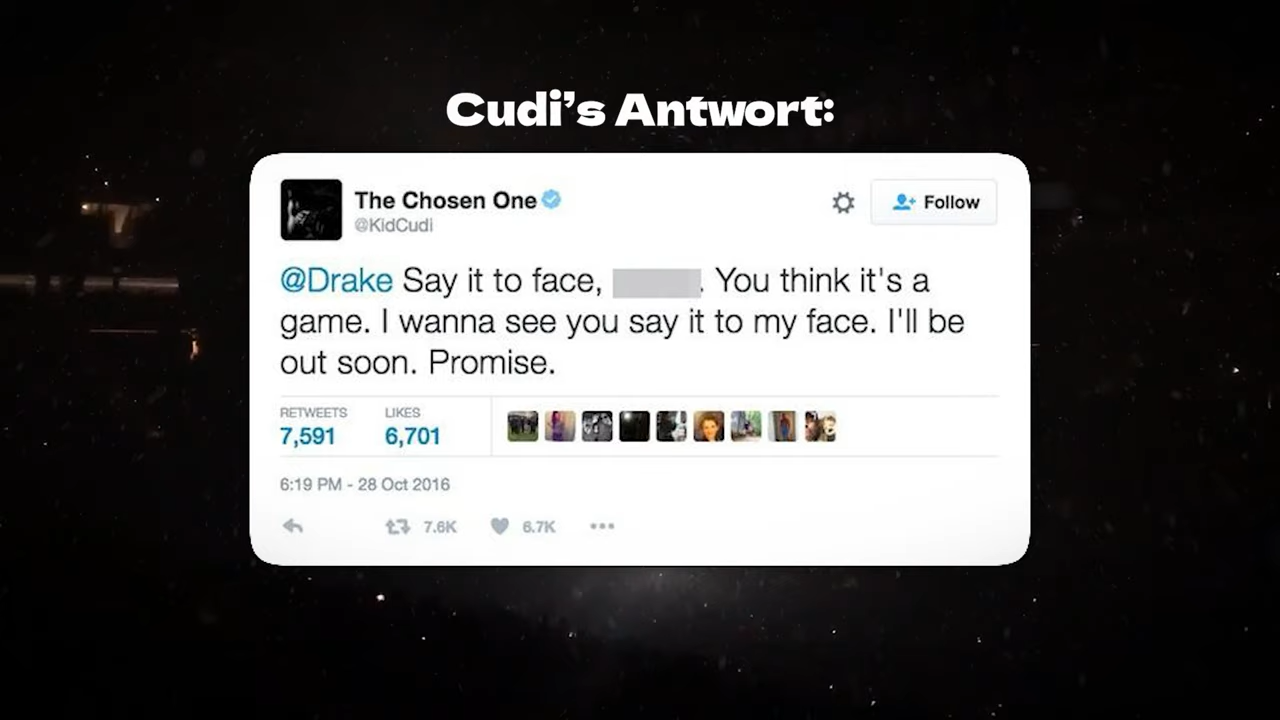 Cudi’s Antwort:
The Chosen One
@KidCudi
Follow
@Drake Say it to face, . You think it's a
game. I wanna see you say it to my face. I'll be
out soon. Promise.
RETWEETS LIKES
7,591 6,701
6:19 PM - 28 Oct 2016
7.6K 6.7K